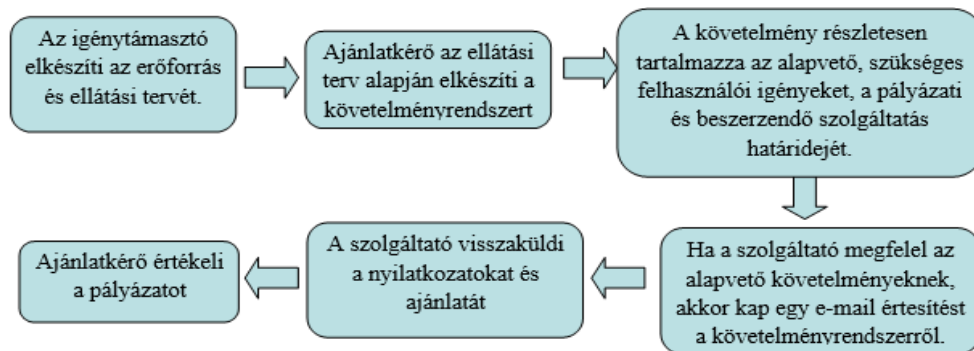 Az igénytámasztó
elkészíti az erőforrás
és ellátási tervét.
Ajánlatkérő az ellátási
terv alapján elkészíti a
követelményrendszert
A követelmény részletesen
tartalmazza az alapvető, szükséges
felhasználói igényeket, a pályázati
és beszerzendő szolgáltatás
határidejét.
Ha a szolgáltató megfelel az
alapvető követelményeknek,
akkor kap egy e-mail értesítést
a követelményrendszerről.
A szolgáltató visszaküldi
a nyilatkozatokat és
ajánlatát
Ajánlatkérő értékeli
a pályázatot